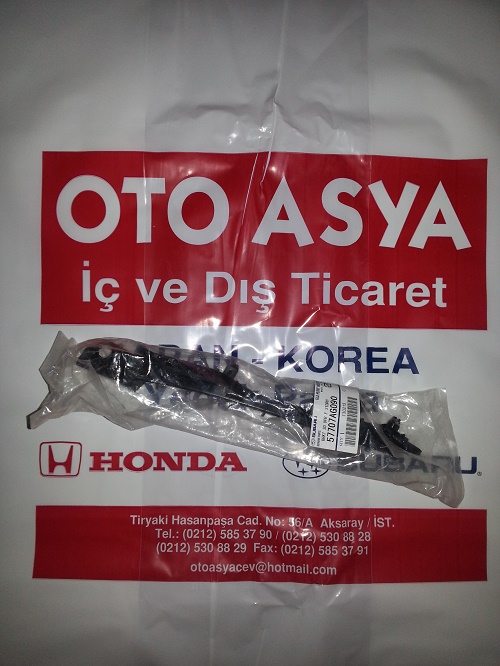 OTO ASYA
İç ve Dış Ticaret
- KOREA
HONDA
SUBARU
57707AG090
Tiryaki Hasanpaşa Cad. No: 56/A Aksaray / İST.
Tel.: (0212) 585 37 90 / (0212) 530 88 28
(0212) 530 88 29 Fax: (0212) 585 37 91
otoasyacev@hotmail.com